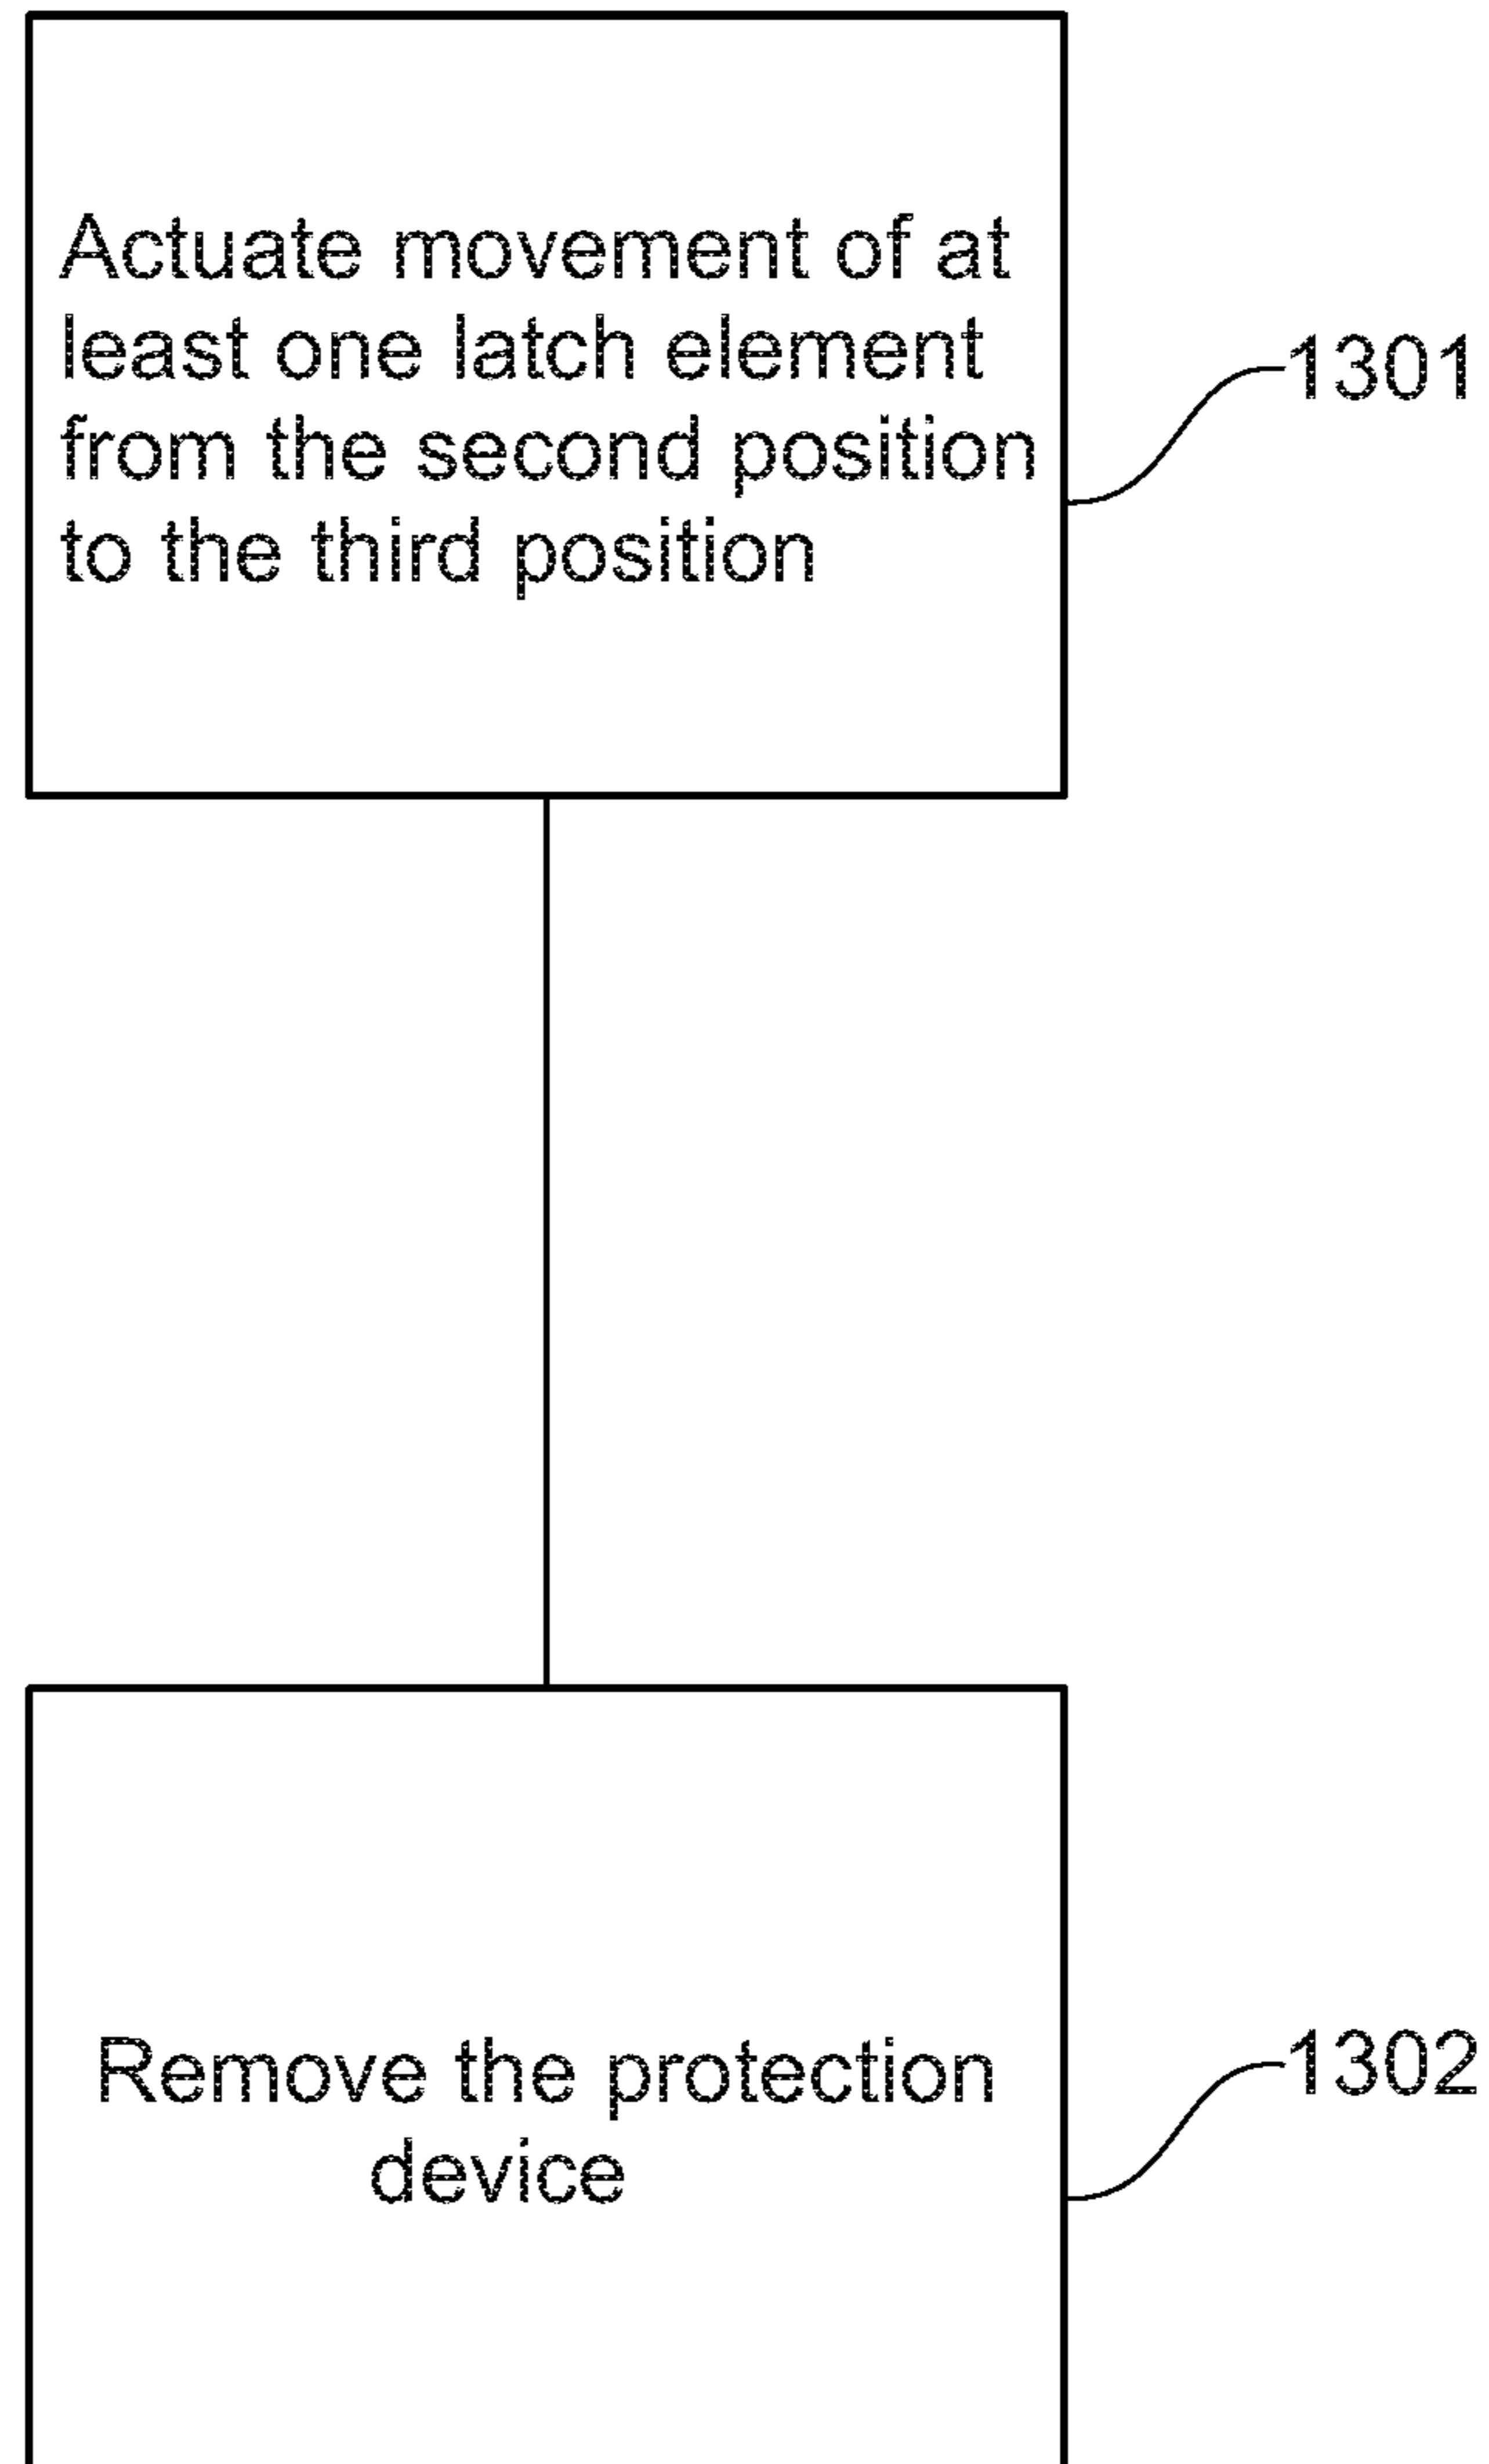 Actuate movement of at
least one latch element
from the second position
to the third position
1301
Remove the protection
device
1302